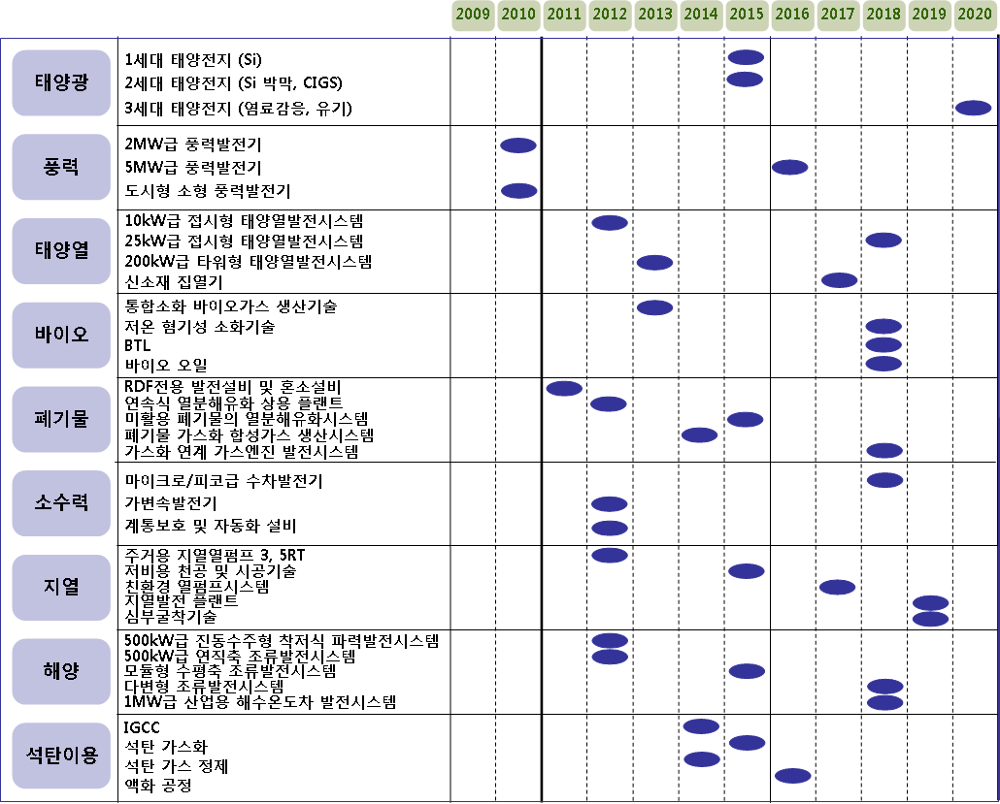 2009 2010 2011 2012 2013 2014 2015 2016 2017 2018 2019 2020
태양광
1세대 태양전지 (Si)
2세대 태양전지 (Si 박막, CIGS)
3세대 태양전지 (염료감응, 유기)
풍력
2MW급 풍력발전기
5MW급 풍력발전기
도시형 소형 풍력발전기
태양열
10kW급 접시형 태양열발전시스템
25kW급 접시형 태양열발전시스템
200kW급 타워형 태양열발전시스템
신소재 집열기
바이오
통합소화 바이오가스 생산기술
저온 혐기성 소화기술
BTL
바이오 오일
폐기물
RDF전용 발전설비 및 혼소설비
연속식 열분해유화 상용 플랜트
미활용 폐기물의 열분해유화시스템
폐기물 가스화 합성가스 생산시스템
가스화 연계 가스엔진 발전시스템
소수력
마이크로/피코급 수차발전기
가변속발전기
계통보호 및 자동화 설비
지열
주거용 지열열펌프 3, 5RT
저비용 천공 및 시공기술
친환경 열펌프시스템
지열발전 플랜트
심부굴착기술
해양
500kW급 진동수주형 착저식 파력발전시스템
500kW급 연직축 조류발전시스템
모듈형 수평축 조류발전시스템
다변형 조류발전시스템
1MW급 산업용 해수온도차 발전시스템
석탄이용
IGCC
석탄 가스화
석탄 가스 정제
액화 공정